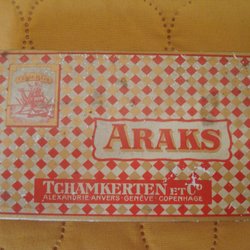 ARAKS
TCHAMKERTEN ET Cº
ALEXANDRIE·ANVERS·GENÈVE·COPENHAGE